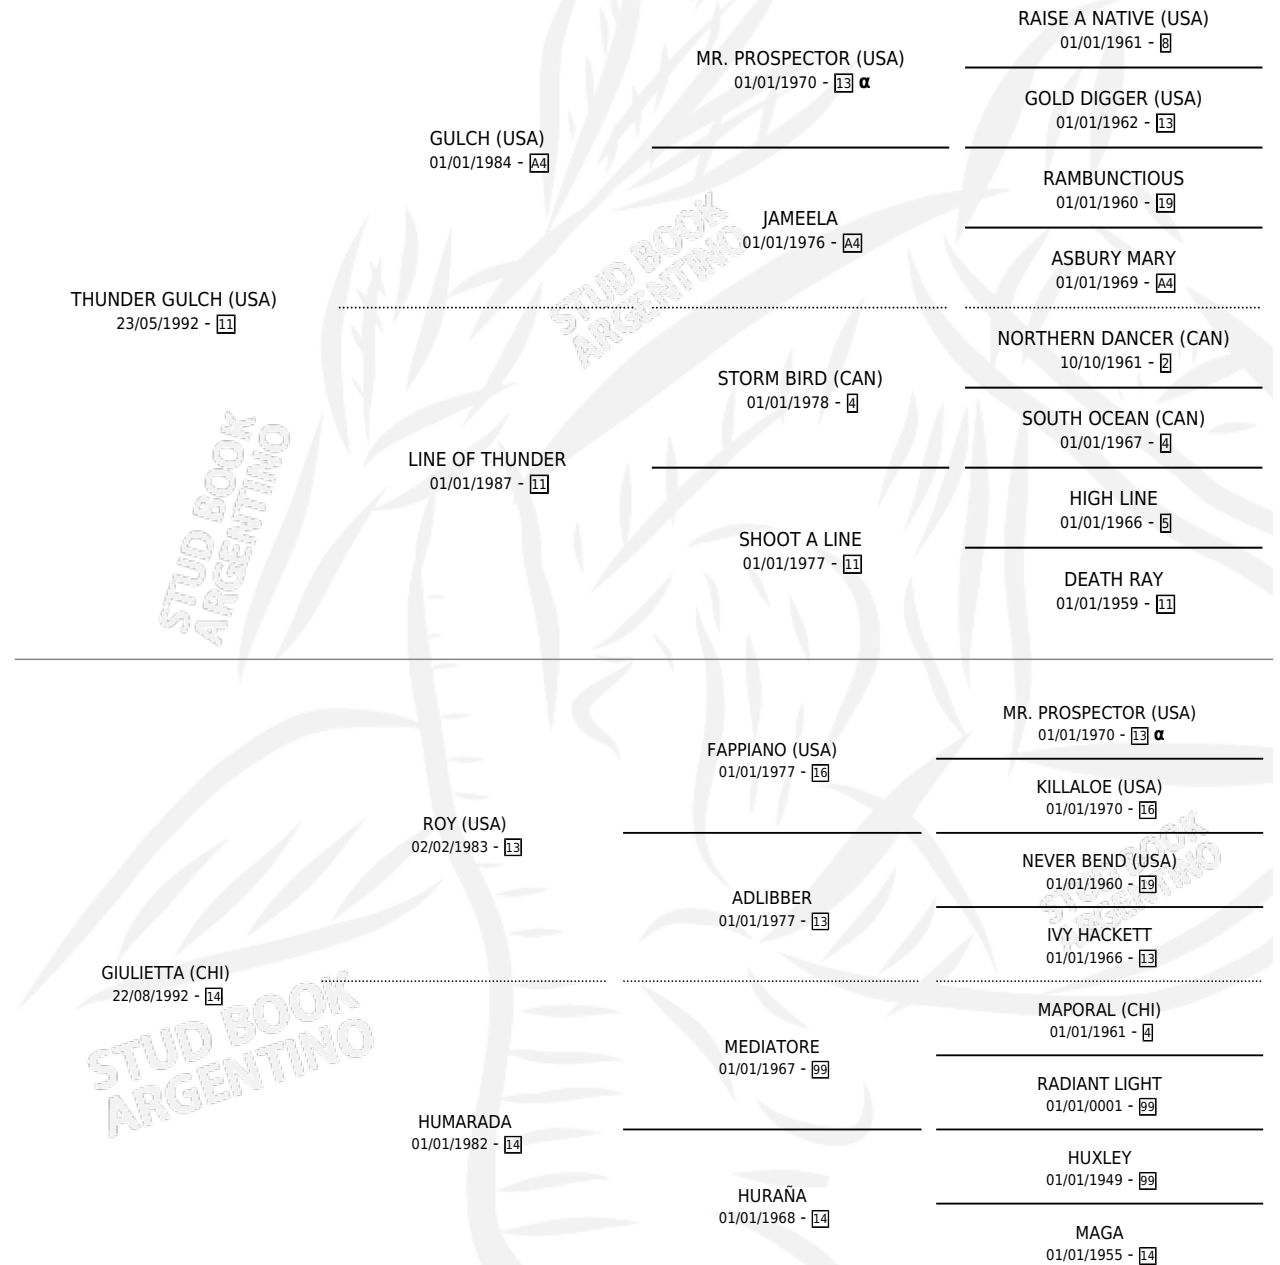 RAISE A NATIVE (USA)
01/01/1961 - 8
MR. PROSPECTOR (USA)
01/01/1970 - 13 α
GOLD DIGGER (USA)
01/01/1962 - 13
GULCH (USA)
01/01/1984 - A4
RAMBUNCTIOUS
01/01/1960 - 19
JAMEELA
01/01/1976 - A4
ASBURY MARY
01/01/1969 - A4
THUNDER GULCH (USA)
23/05/1992 - 11
NORTHERN DANCER (CAN)
10/10/1961 - 2
STORM BIRD (CAN)
01/01/1978 - 4
SOUTH OCEAN (CAN)
01/01/1967 - 4
LINE OF THUNDER
01/01/1987 - 11
HIGH LINE
01/01/1966 - 5
SHOOT A LINE
01/01/1977 - 11
DEATH RAY
01/01/1959 - 11
MR. PROSPECTOR (USA)
01/01/1970 - 13 α
FAPPIANO (USA)
01/01/1977 - 16
KILLALOE (USA)
01/01/1970 - 16
ROY (USA)
02/02/1983 - 13
NEVER BEND (USA)
01/01/1960 - 19
ADLIBBER
01/01/1977 - 13
IVY HACKETT
01/01/1966 - 13
GIULIETTA (CHI)
22/08/1992 - 14
MAPORAL (CHI)
01/01/1961 - 4
MEDIATORE
01/01/1967 - 99
RADIANT LIGHT
01/01/0001 - 99
HUMARADA
01/01/1982 - 14
HUXLEY
01/01/1949 - 99
HURAÑA
01/01/1968 - 14
MAGA
01/01/1955 - 14
STUD BOOK
ARGENTINO
STUD BOOK
ARGENTINO
STUD BOOK
ARGENTINO
STUD BOOK
ARGENTINO